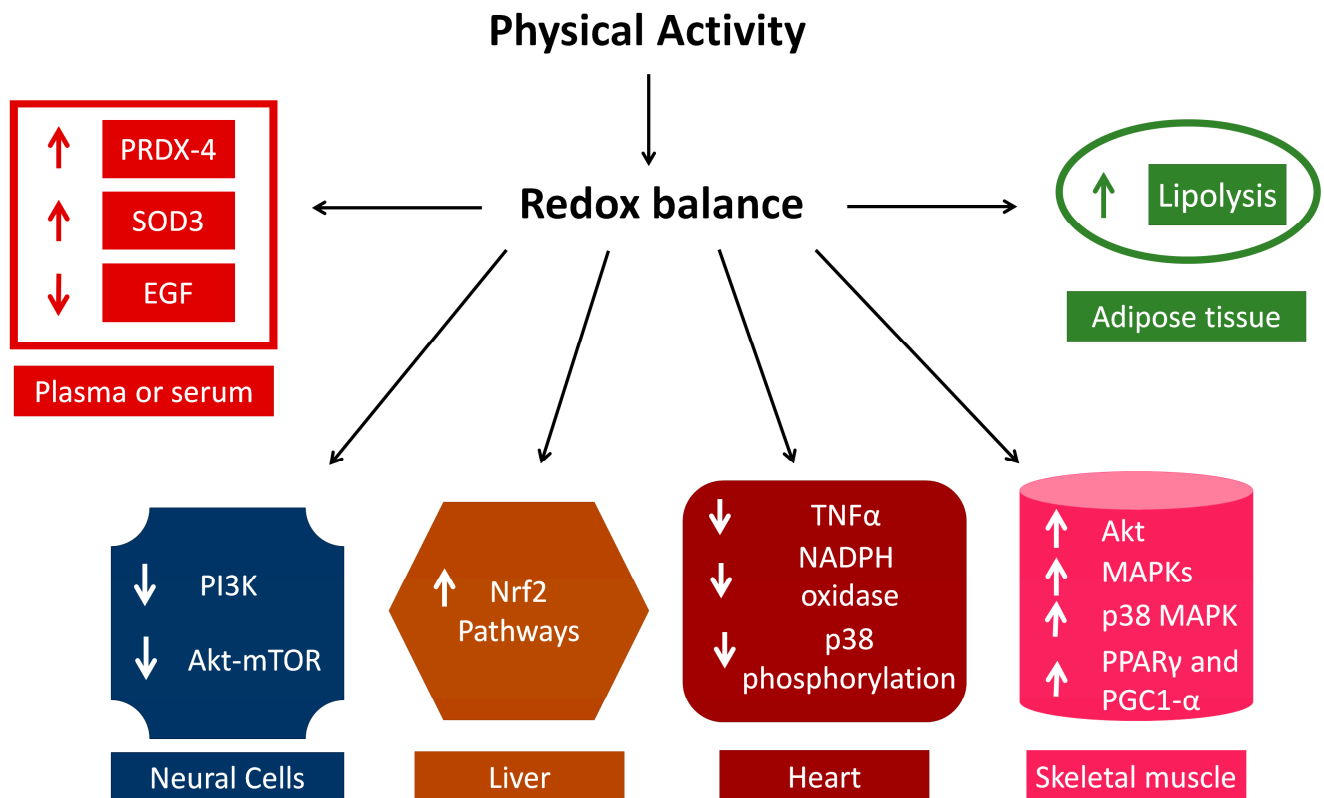 Physical Activity
Redox balance
PRDX-4
SOD3
EGF
Plasma or serum
Lipolysis
Adipose tissue
PI3K
Akt-mTOR
Neural Cells
Nrf2
Pathways
Liver
TNFα
NADPH
oxidase
p38
phosphorylation
Heart
Akt
MAPKs
p38 MAPK
PPARγ and
PGC1-α
Skeletal muscle